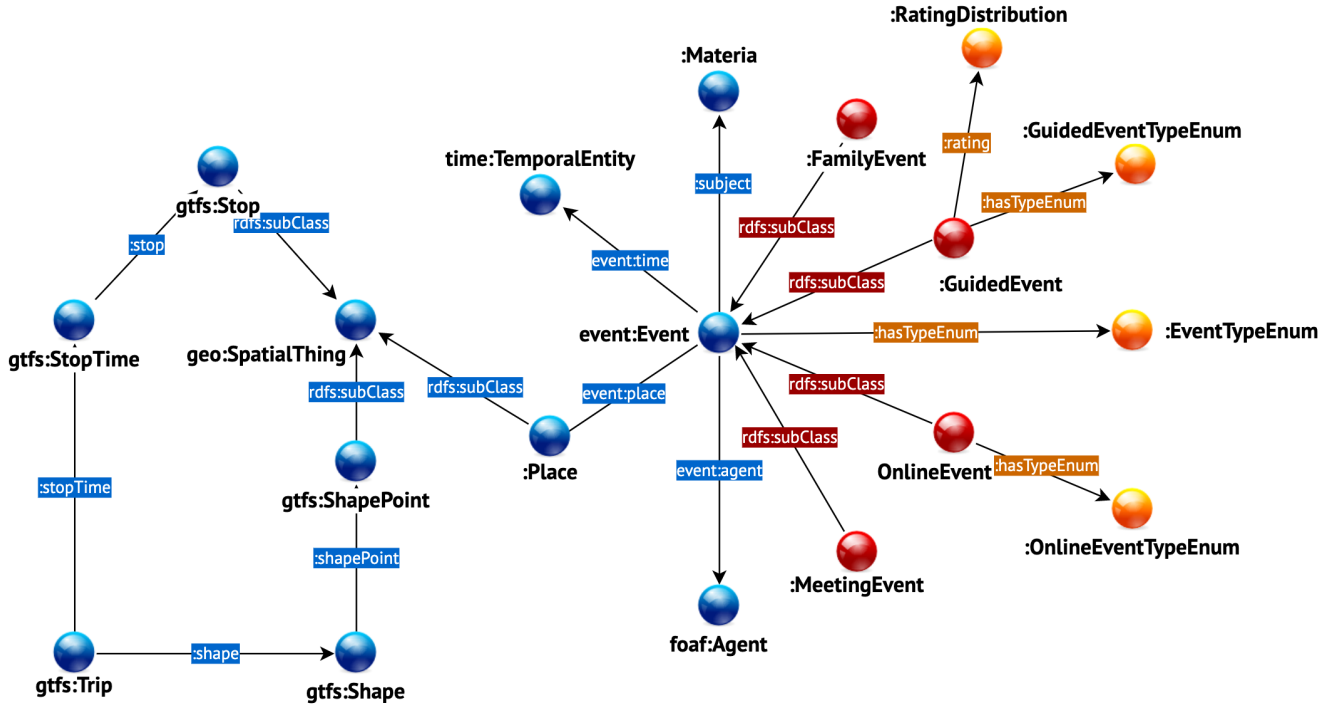 :RatingDistribution
:Materia
:rating
:GuidedEventTypeEnum
time:TemporalEntity
:FamilyEvent
:subject
:hasTypeEnum
gtfs:Stop
rdfs:subClass
rdfs:subClass
:stop
event:time
rdfs:subClass
:GuidedEvent
event:Event
:hasTypeEnum
:EventTypeEnum
gtfs:StopTime
geo:SpatialThing
rdfs:subClass
rdfs:subClass
event:place
rdfs:subClass
rdfs:subClass
:Place
event:agent
OnlineEvent
:hasTypeEnum
:stopTime
gtfs:ShapePoint
:OnlineEventTypeEnum
:shapePoint
:MeetingEvent
foaf:Agent
:shape
gtfs:Trip
gtfs:Shape